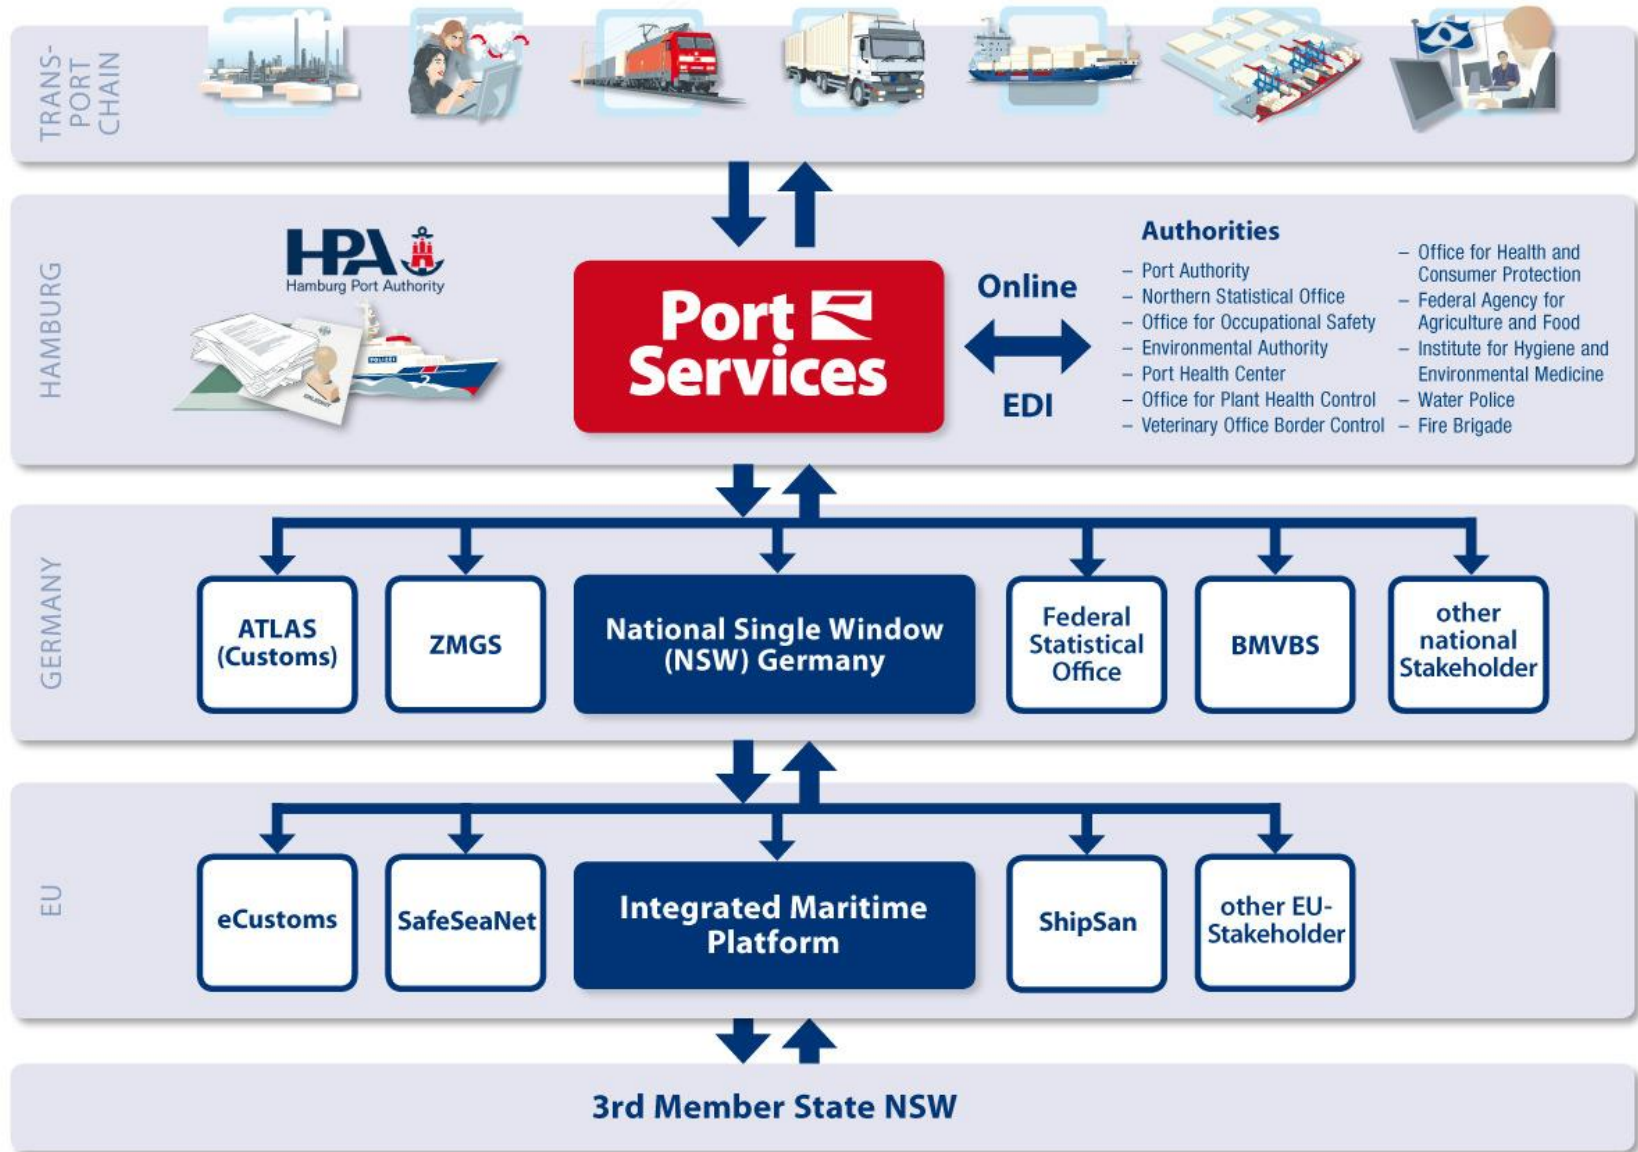 TRANS-
PORT
CHAIN
HAMBURG
HPA
Hamburg Port Authority
POLIZEI
2
Port
Services
Online
EDI
Authorities
– Port Authority
– Northern Statistical Office
– Office for Occupational Safety
– Environmental Authority
– Port Health Center
– Office for Plant Health Control
– Veterinary Office Border Control
– Office for Health and
Consumer Protection
– Federal Agency for
Agriculture and Food
– Institute for Hygiene and
Environmental Medicine
– Water Police
– Fire Brigade
GERMANY
ATLAS
(Customs)
ZMGS
National Single Window
(NSW) Germany
Federal
Statistical
Office
BMVBS
other
national
Stakeholder
EU
eCustoms
SafeSeaNet
Integrated Maritime
Platform
ShipSan
other EU-
Stakeholder
3rd Member State NSW